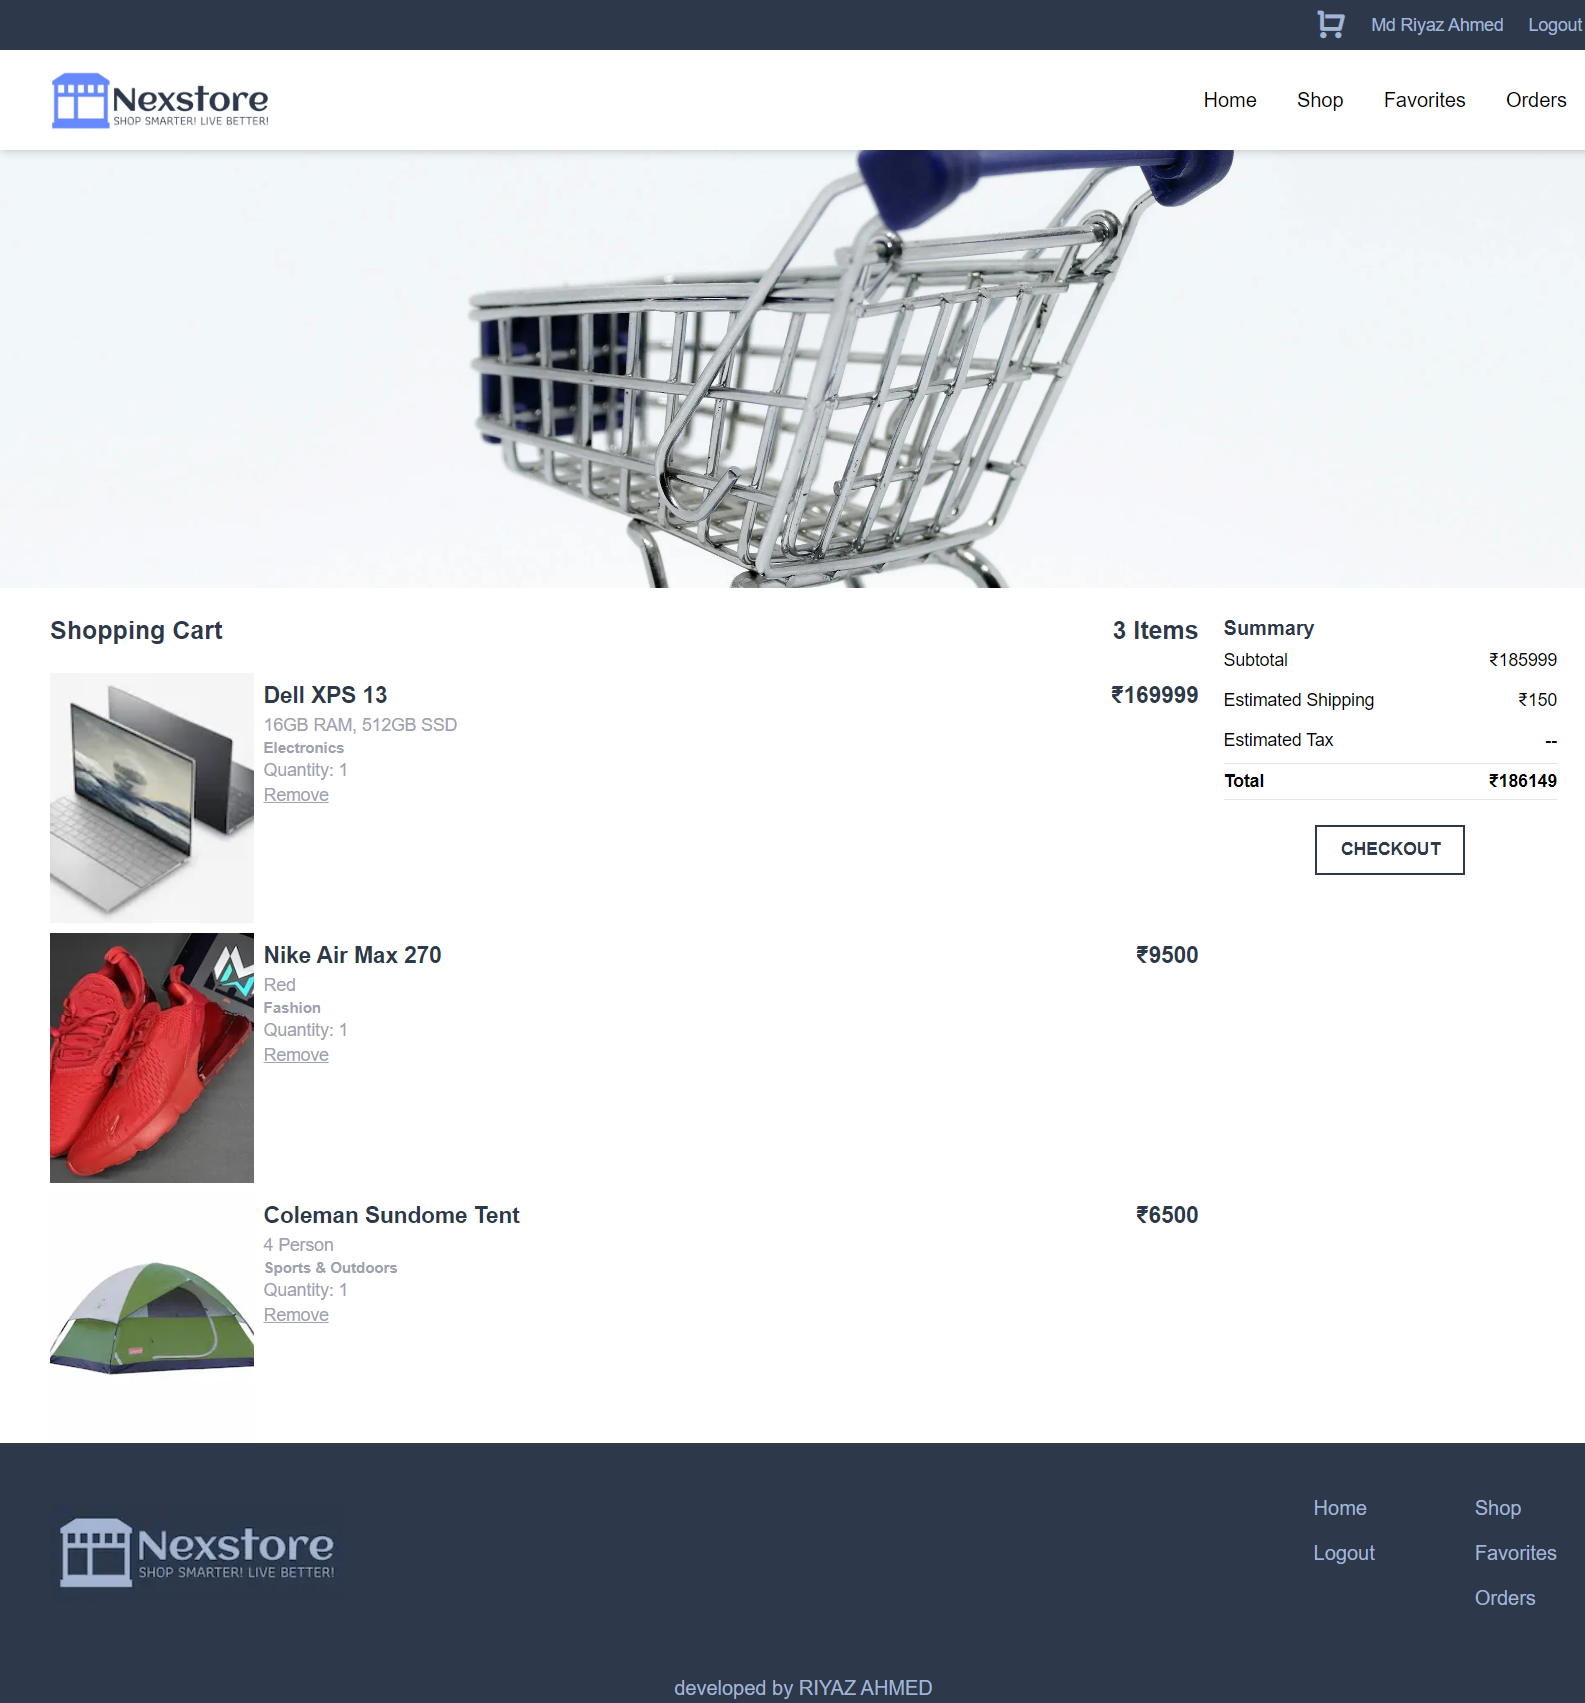 Md Riyaz Ahmed Logout
Nexstore
SHOP SMARTER! LIVE BETTER!
Home Shop Favorites Orders
Shopping Cart 3 Items
Dell XPS 13 ₹169999
16GB RAM, 512GB SSD
Electronics
Quantity: 1
Remove
Nike Air Max 270 ₹9500
Red
Fashion
Quantity: 1
Remove
Coleman Sundome Tent ₹6500
4 Person
Sports & Outdoors
Quantity: 1
Remove
Summary
Subtotal ₹185999
Estimated Shipping ₹150
Estimated Tax --
Total ₹186149
CHECKOUT
Nexstore
SHOP SMARTER! LIVE BETTER!
Home Shop
Logout Favorites
Orders
developed by RIYAZ AHMED